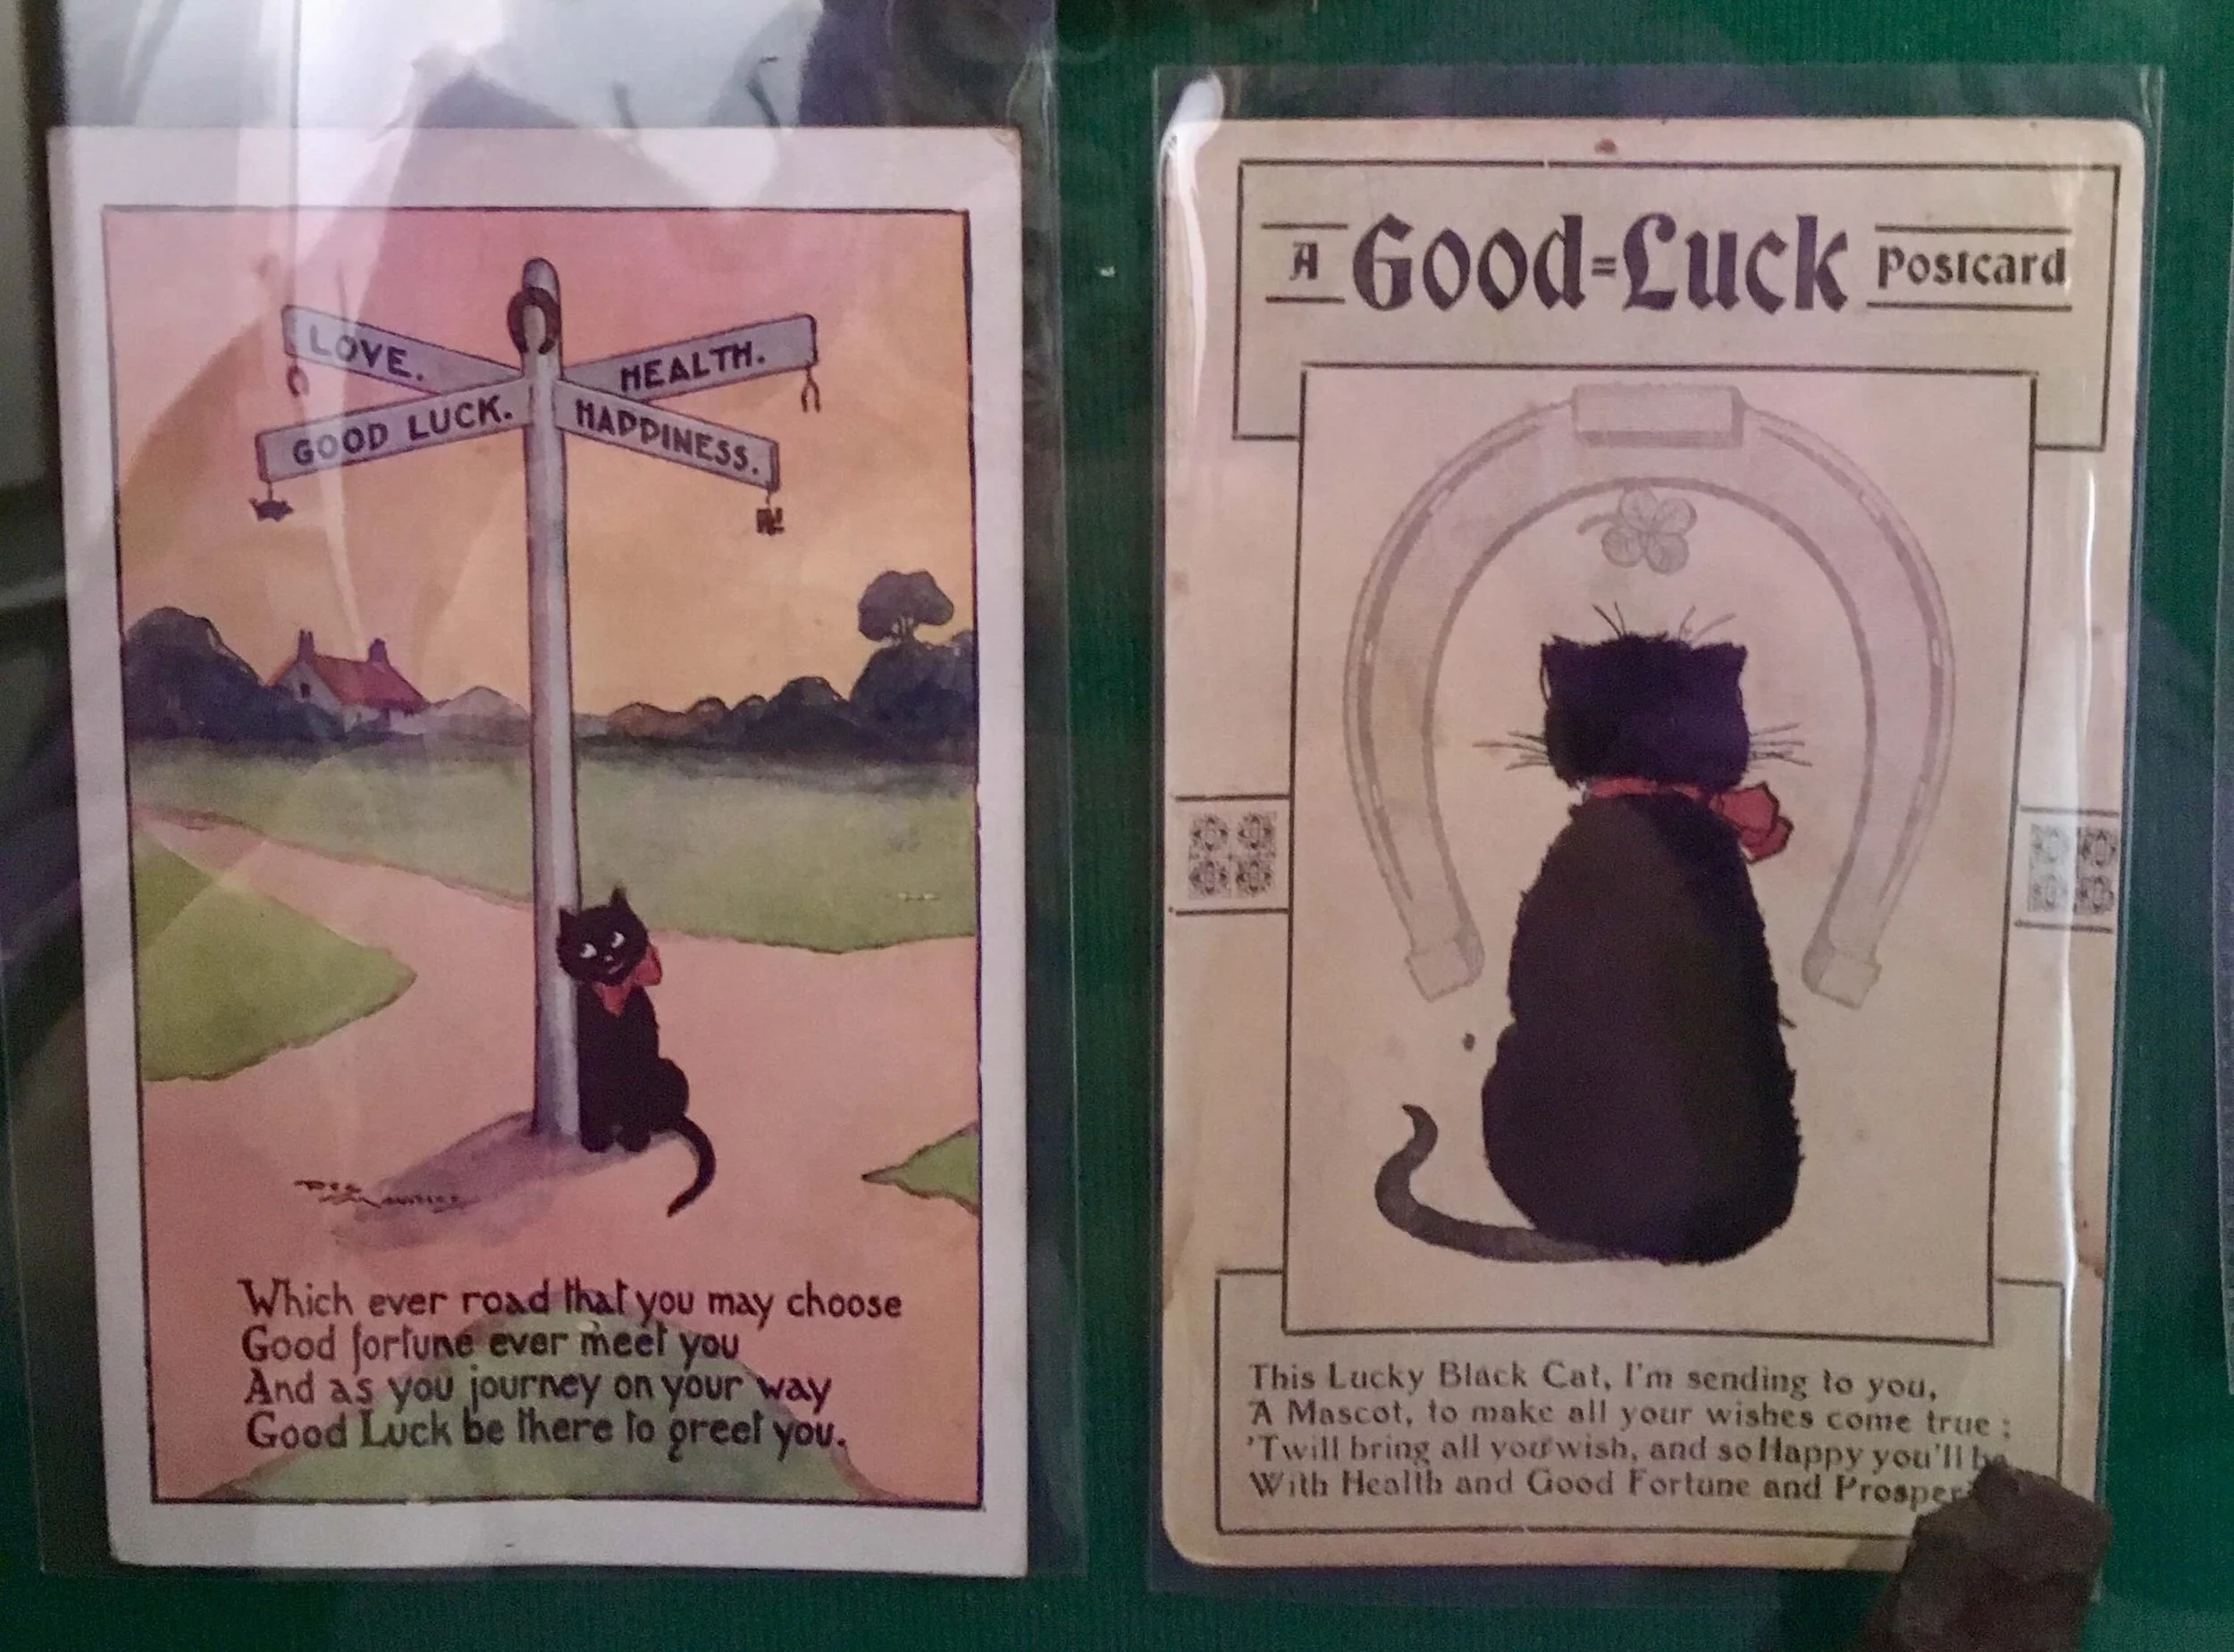 LOVE.
HEALTH.
GOOD LUCK.
HAPPINESS.
Which ever road that you may choose
Good fortune ever meet you
And as you journey on your way
Good Luck be there to greet you.
A Good=Luck Postcard
This Lucky Black Cat, I'm sending to you,
A Mascot, to make all your wishes come true;
'Twill bring all you wish, and so Happy you'll be
With Health and Good Fortune and